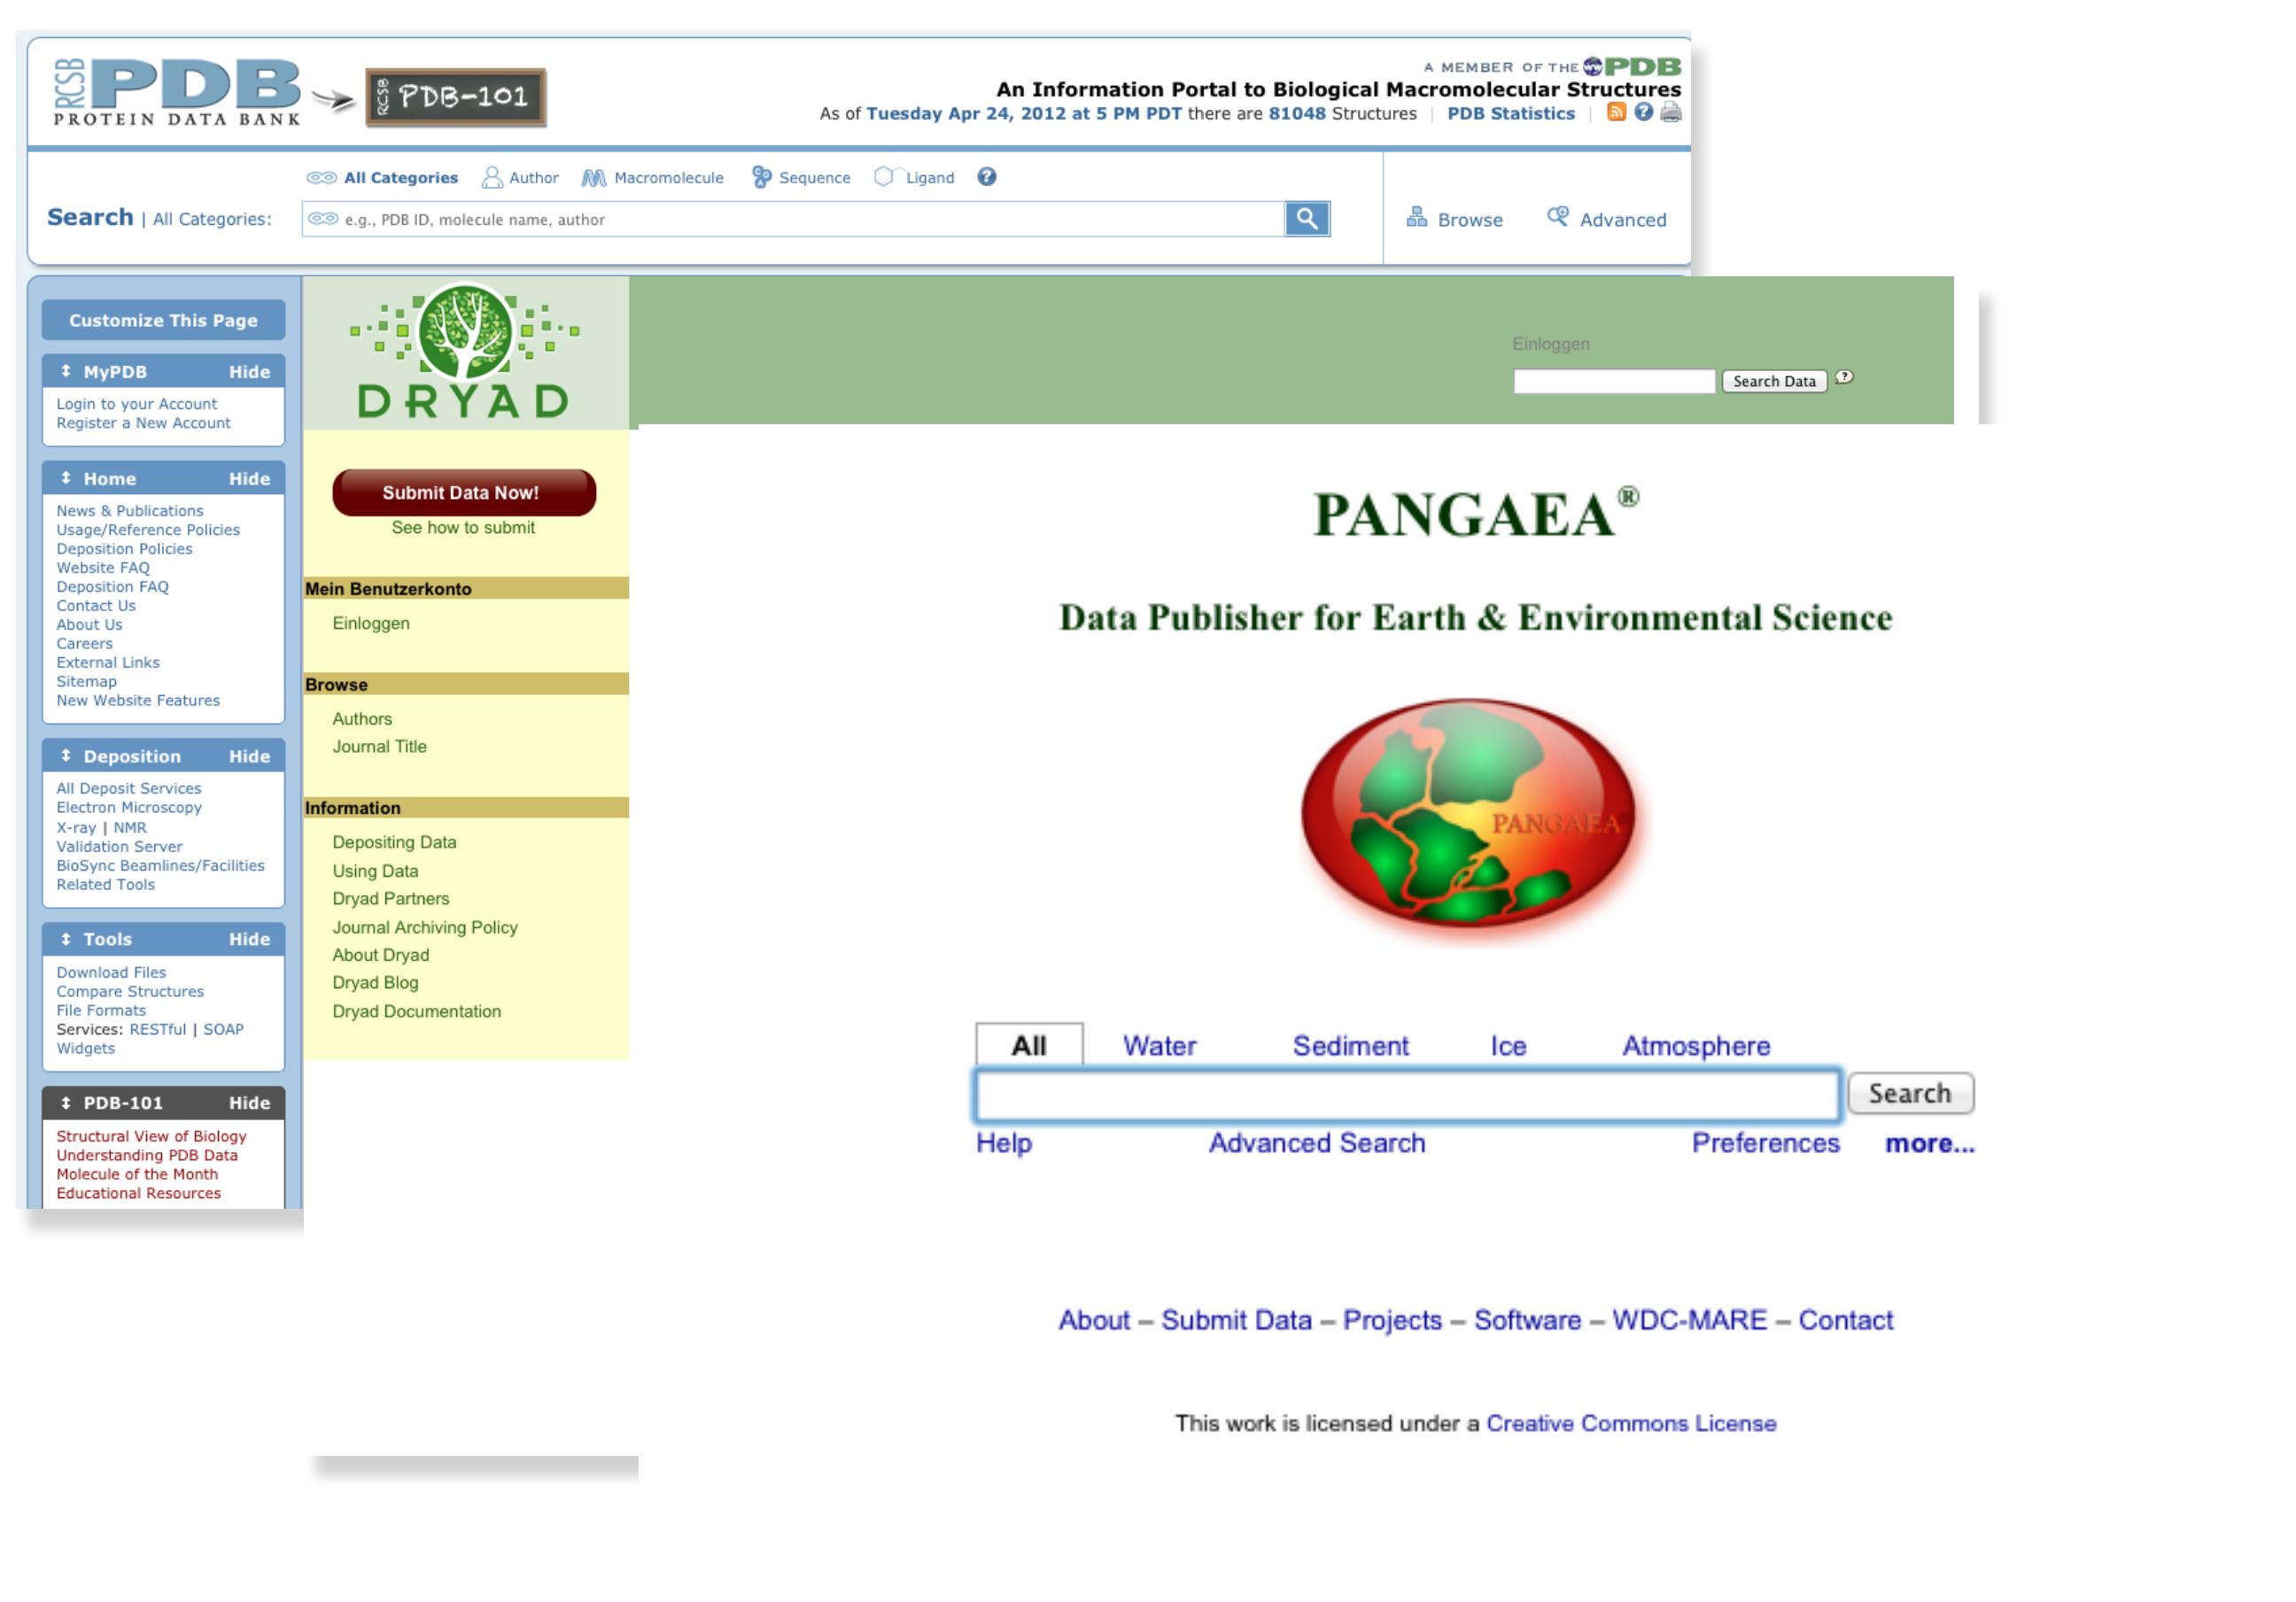 RCSB
PDB
PROTEIN DATA BANK
RCSB PDB-101
A MEMBER OF THE PDB
An Information Portal to Biological Macromolecular Structures
As of Tuesday Apr 24, 2012 at 5 PM PDT there are 81048 Structures | PDB Statistics |
All Categories Author Macromolecule Sequence Ligand ?
Search | All Categories: e.g., PDB ID, molecule name, author
Browse Advanced
Customize This Page
MyPDB Hide
Login to your Account
Register a New Account
Home Hide
News & Publications
Usage/Reference Policies
Deposition Policies
Website FAQ
Deposition FAQ
Contact Us
About Us
Careers
External Links
Sitemap
New Website Features
Deposition Hide
All Deposit Services
Electron Microscopy
X-ray | NMR
Validation Server
BioSync Beamlines/Facilities
Related Tools
Tools Hide
Download Files
Compare Structures
File Formats
Services: RESTful | SOAP
Widgets
PDB-101 Hide
Structural View of Biology
Understanding PDB Data
Molecule of the Month
Educational Resources
DRYAD
Einloggen
Search Data ?
Submit Data Now!
See how to submit
Mein Benutzerkonto
Einloggen
Browse
Authors
Journal Title
Information
Depositing Data
Using Data
Dryad Partners
Journal Archiving Policy
About Dryad
Dryad Blog
Dryad Documentation
PANGAEA®
Data Publisher for Earth & Environmental Science
PANGAEA
All Water Sediment Ice Atmosphere
Search
Help Advanced Search Preferences more...
About – Submit Data – Projects – Software – WDC-MARE – Contact
This work is licensed under a Creative Commons License